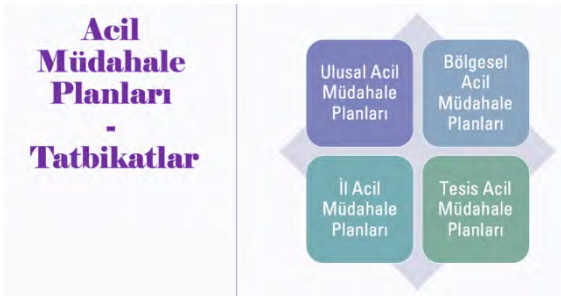 Acil
Müdahale
Planları
-
Tatbikatlar
Ulusal Acil
Müdahale
Planları
Bölgesel
Acil
Müdahale
Planları
İl Acil
Müdahale
Planları
Tesis Acil
Müdahale
Planları